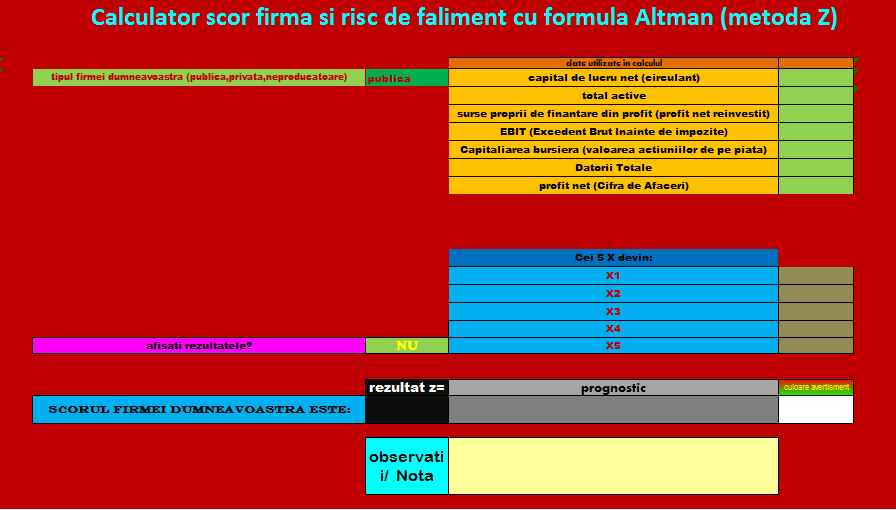 Calculator scor firma si risc de faliment cu formula Altman (metoda Z)
date utilizate in calculul
tipul firmei dumneavoastra (publica,privata,neproducatoare)
publica
capital de lucru net (circulant)
total active
surse proprii de finantare din profit (profit net reinvestit)
EBIT (Excedent Brut Inainte de impozite)
Capitaliarea bursiera (valoarea actiuniilor de pe piata)
Datorii Totale
profit net (Cifra de Afaceri)
Cei 5 X devin:
X1
X2
X3
X4
afisati rezultatele?
NU
X5
rezultat z=
prognostic
culoare avertisment
SCORUL FIRMEI DUMNEAVOASTRA ESTE:
observati
i/ Nota